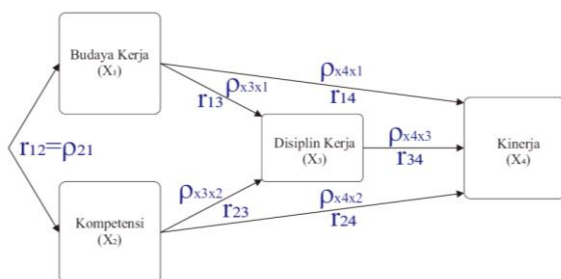 Budaya Kerja
(X₁)
ρx3x1
r13
ρx4x1
r14
r12=ρ21
Disiplin Kerja
(X₃)
ρx4x3
r34
Kinerja
(X₄)
ρx3x2
r23
ρx4x2
r24
Kompetensi
(X₂)